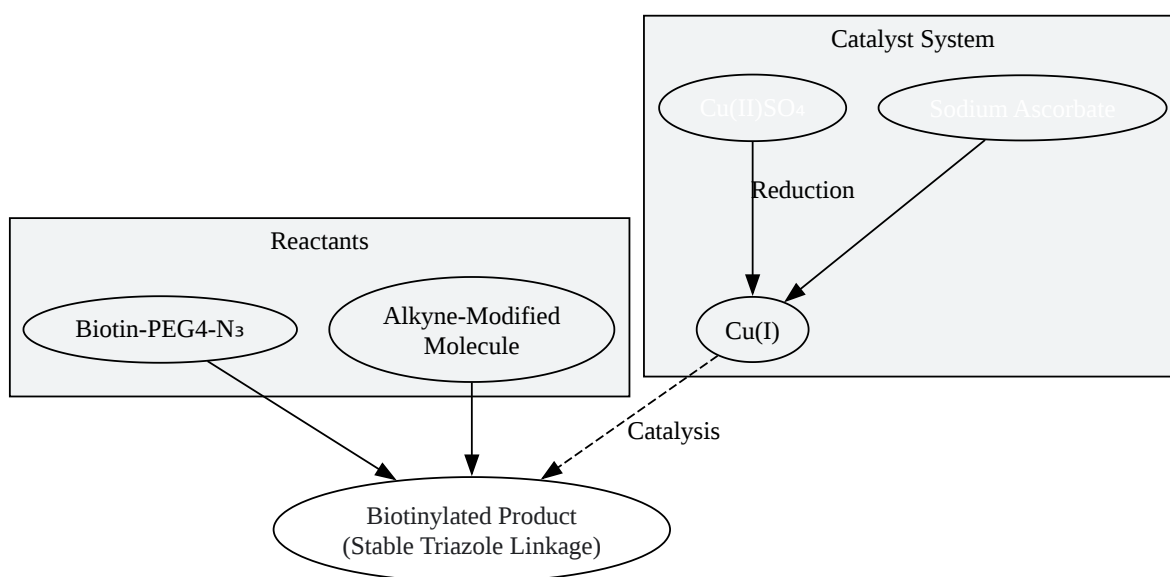 Catalyst System
Cu(II)SO₄
Sodium Ascorbate
Reduction
Reactants
Biotin-PEG4-N₃
Alkyne-Modified
Molecule
Cu(I)
Catalysis
Biotinylated Product
(Stable Triazole Linkage)